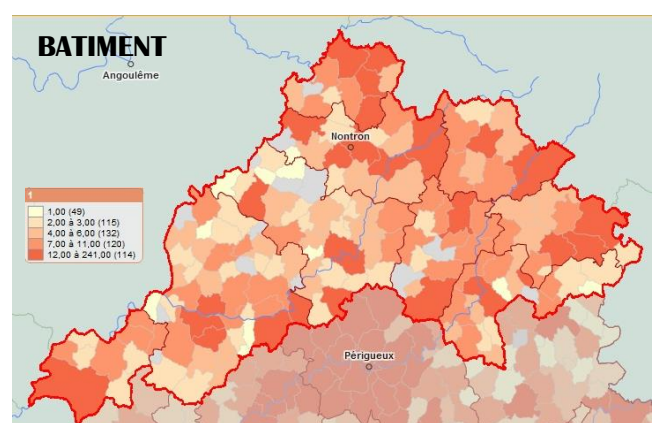 BATIMENT
Angoulême
Nontron
1
1,00 (49)
2,00 à 3,00 (115)
4,00 à 6,00 (132)
7,00 à 11,00 (120)
12,00 à 241,00 (114)
Périgueux